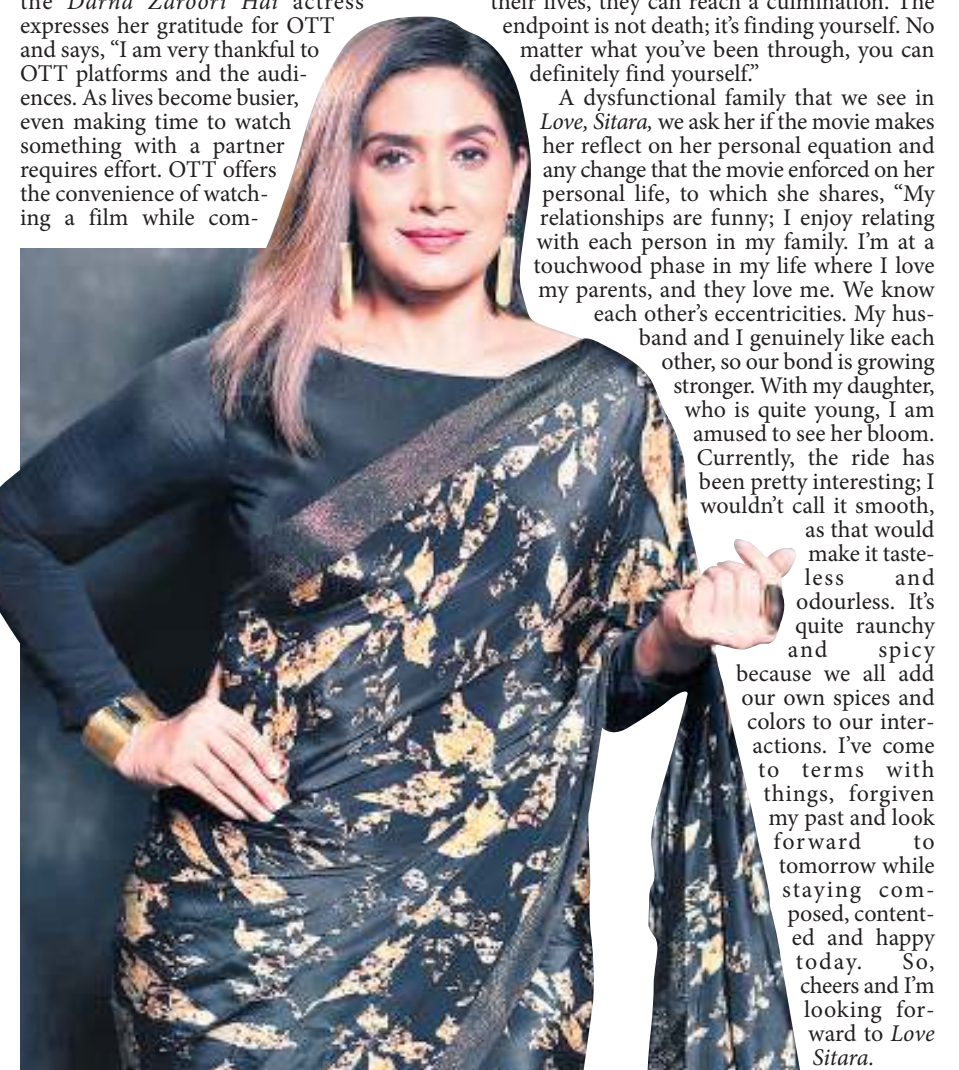 the Darna Zaroori Hai actress
expresses her gratitude for OTT
and says, “I am very thankful to
OTT platforms and the audi-
ences. As lives become busier,
even making time to watch
something with a partner
requires effort. OTT offers
the convenience of watch-
ing a film while com-
their lives, they can reach a culmination. The
endpoint is not death; it’s finding yourself. No
matter what you’ve been through, you can
definitely find yourself.”
A dysfunctional family that we see in
Love, Sitara, we ask her if the movie makes
her reflect on her personal equation and
any change that the movie enforced on her
personal life, to which she shares, “My
relationships are funny; I enjoy relating
with each person in my family. I’m at a
touchwood phase in my life where I love
my parents, and they love me. We know
each other’s eccentricities. My hus-
band and I genuinely like each
other, so our bond is growing
stronger. With my daughter,
who is quite young, I am
amused to see her bloom.
Currently, the ride has
been pretty interesting; I
wouldn’t call it smooth,
as that would
make it taste-
less and
odourless. It’s
quite raunchy
and spicy
because we all add
our own spices and
colors to our inter-
actions. I’ve come
to terms with
things, forgiven
my past and look
forward to
tomorrow while
staying com-
posed, content-
ed and happy
today. So,
cheers and I’m
looking for-
ward to Love
Sitara.